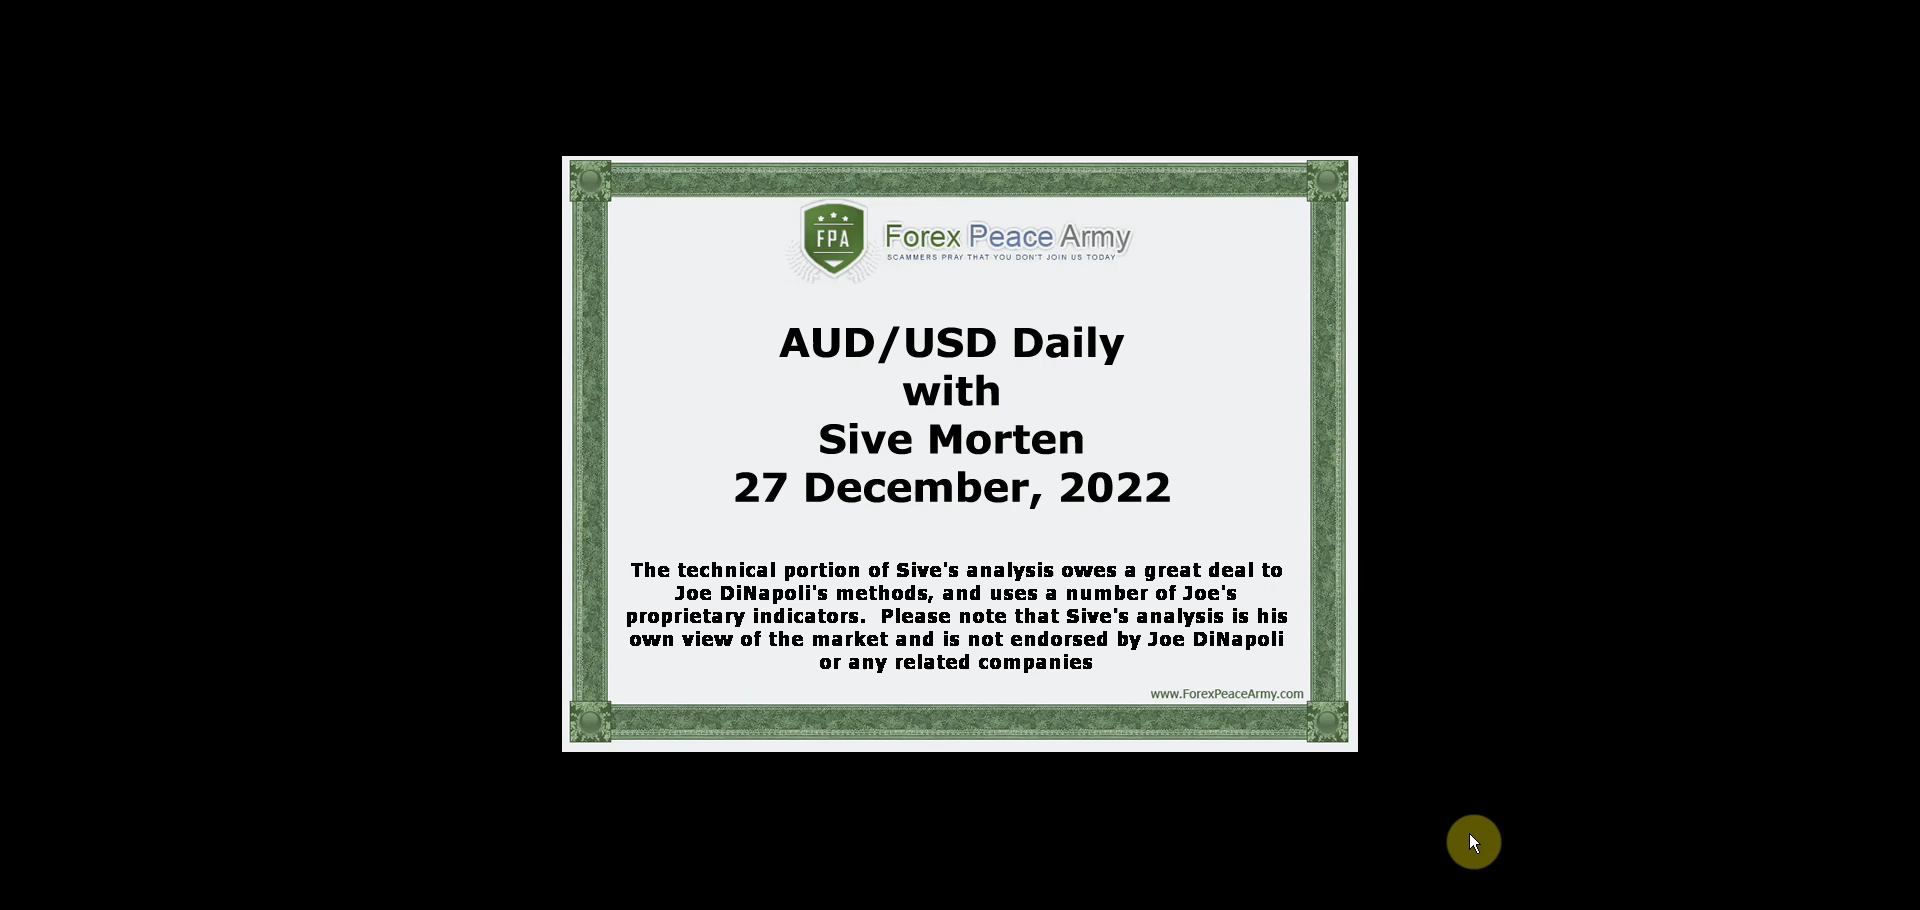 FPA
Forex Peace Army
SCAMMERS PRAY THAT YOU DON'T JOIN US TODAY
AUD/USD Daily
with
Sive Morten
27 December, 2022
The technical portion of Sive's analysis owes a great deal to
Joe DiNapoli's methods, and uses a number of Joe's
proprietary indicators.  Please note that Sive's analysis is his
own view of the market and is not endorsed by Joe DiNapoli
or any related companies
www.ForexPeaceArmy.com